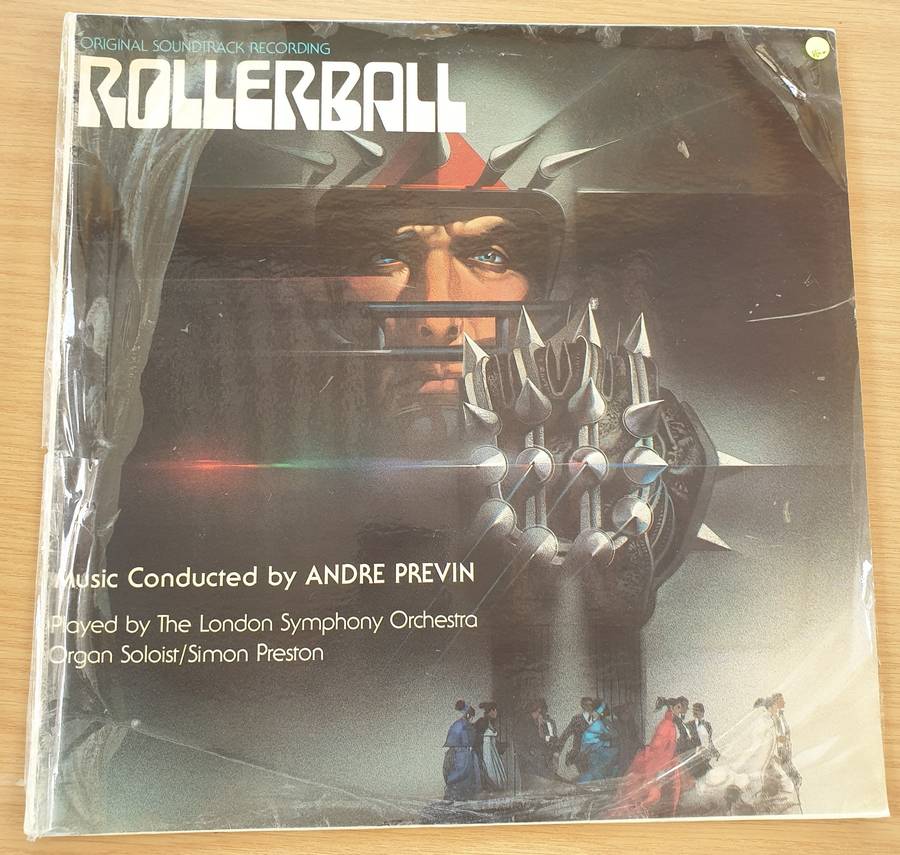 ORIGINAL SOUNDTRACK RECORDING
ROLLERBALL
Music Conducted by ANDRE PREVIN
Played by The London Symphony Orchestra
Organ Soloist/Simon Preston